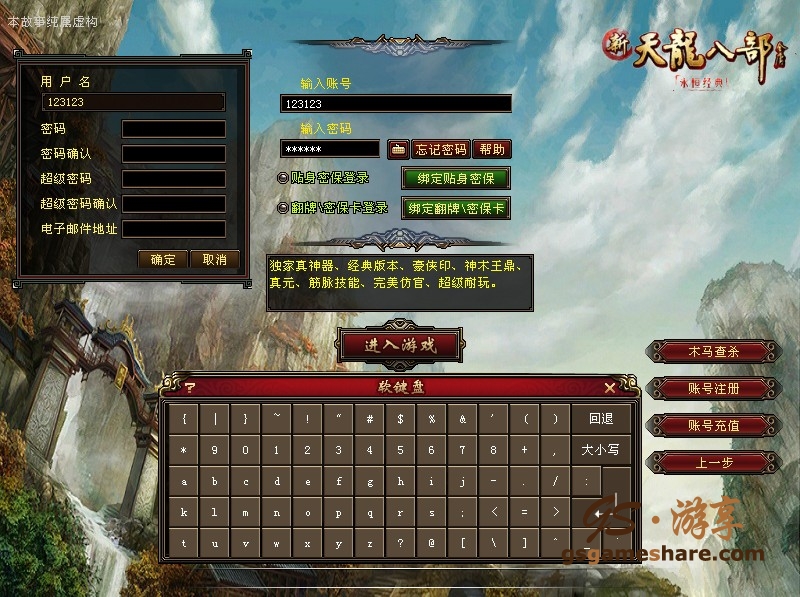 本故事纯属虚构
用 户 名
123123
密码
密码确认
超级密码
超级密码确认
电子邮件地址
确定 取消
输入账号
123123
输入密码
****** 忘记密码 帮助
贴身密保登录 绑定贴身密保
翻牌\密保卡登录 绑定翻牌\密保卡
独家真神器、经典版本、豪侠印、神木王鼎、
真元、筋脉技能、完美仿官、超级耐玩。
进入游戏
新天龍八部
「永恒经典」
木马查杀
账号注册
账号充值
上一步
? 软键盘 X
{ | } ~ ! " # $ % & ' ( ) 回退
* 9 0 1 2 3 4 5 6 7 8 + , 大小写
a b c d e f g h i j - . / :
k l m n o p q r s ; < = > ↵
t u v w x y z ? @ [ \ ] ^
GS·游享
gsgameshare.com